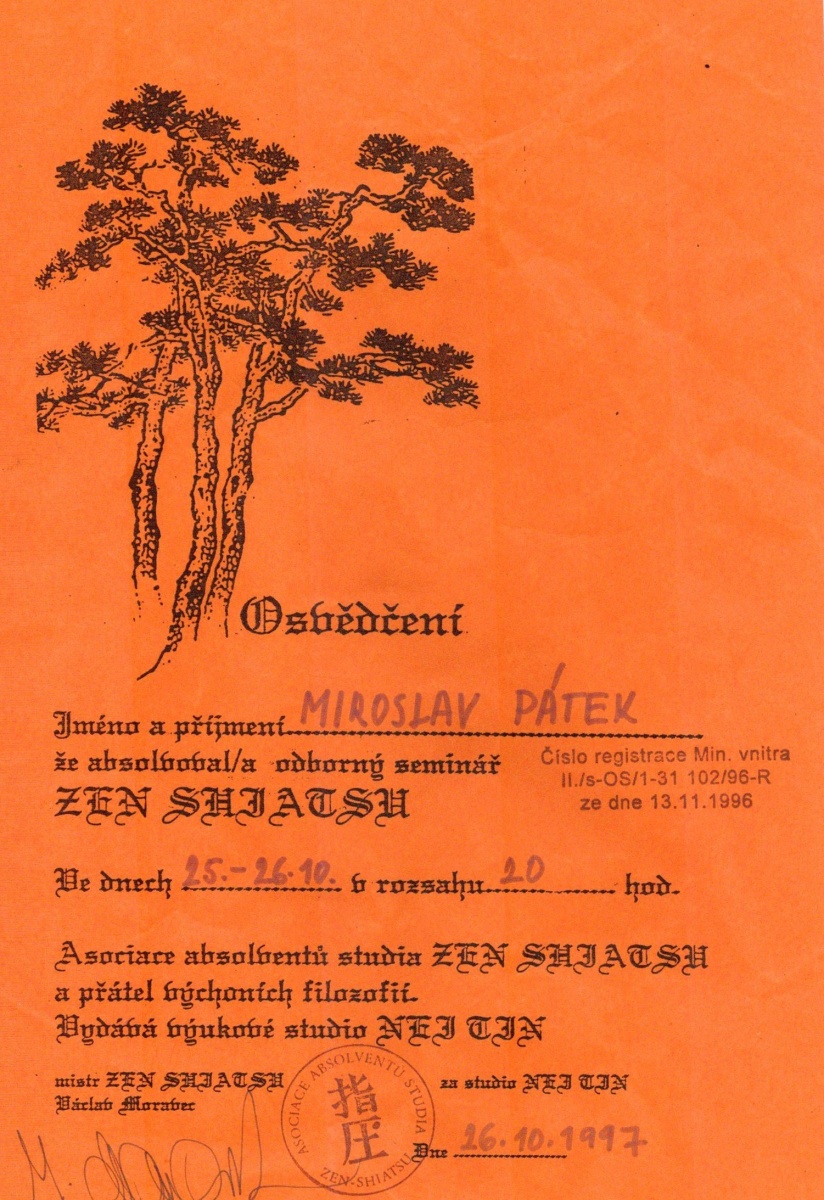 Osvědčení
Jméno a příjmení MIROSLAV PÁTEK
že absolvoval/a odborný seminář
ZEN SHIATSU
Číslo registrace Min. vnitra
II./s-OS/1-31 102/96-R
ze dne 13.11.1996
Ve dnech 25.-26.10. v rozsahu 20 hod.
Asociace absolventů studia ZEN SHIATSU
a přátel výchoních filozofií.
Vydává výukové studio NEI TIN
mistr ZEN SHIATSU
Václav Moravec
za studio NEI TIN
ASOCIACE ABSOLVENTŮ STUDIA
指圧
ZEN-SHIATSU
Dne 26.10.1997